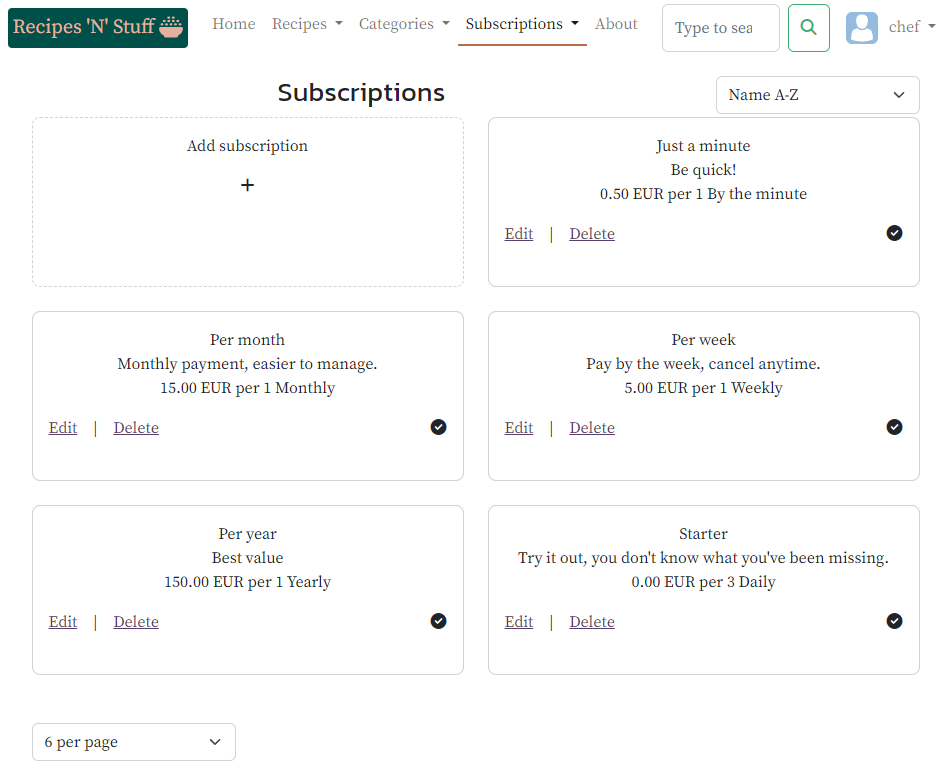 Recipes 'N' Stuff
Home Recipes Categories Subscriptions About
Type to sea
chef
Subscriptions
Name A-Z
Add subscription
+
Just a minute
Be quick!
0.50 EUR per 1 By the minute
Edit | Delete
Per month
Monthly payment, easier to manage.
15.00 EUR per 1 Monthly
Edit | Delete
Per week
Pay by the week, cancel anytime.
5.00 EUR per 1 Weekly
Edit | Delete
Per year
Best value
150.00 EUR per 1 Yearly
Edit | Delete
Starter
Try it out, you don't know what you've been missing.
0.00 EUR per 3 Daily
Edit | Delete
6 per page